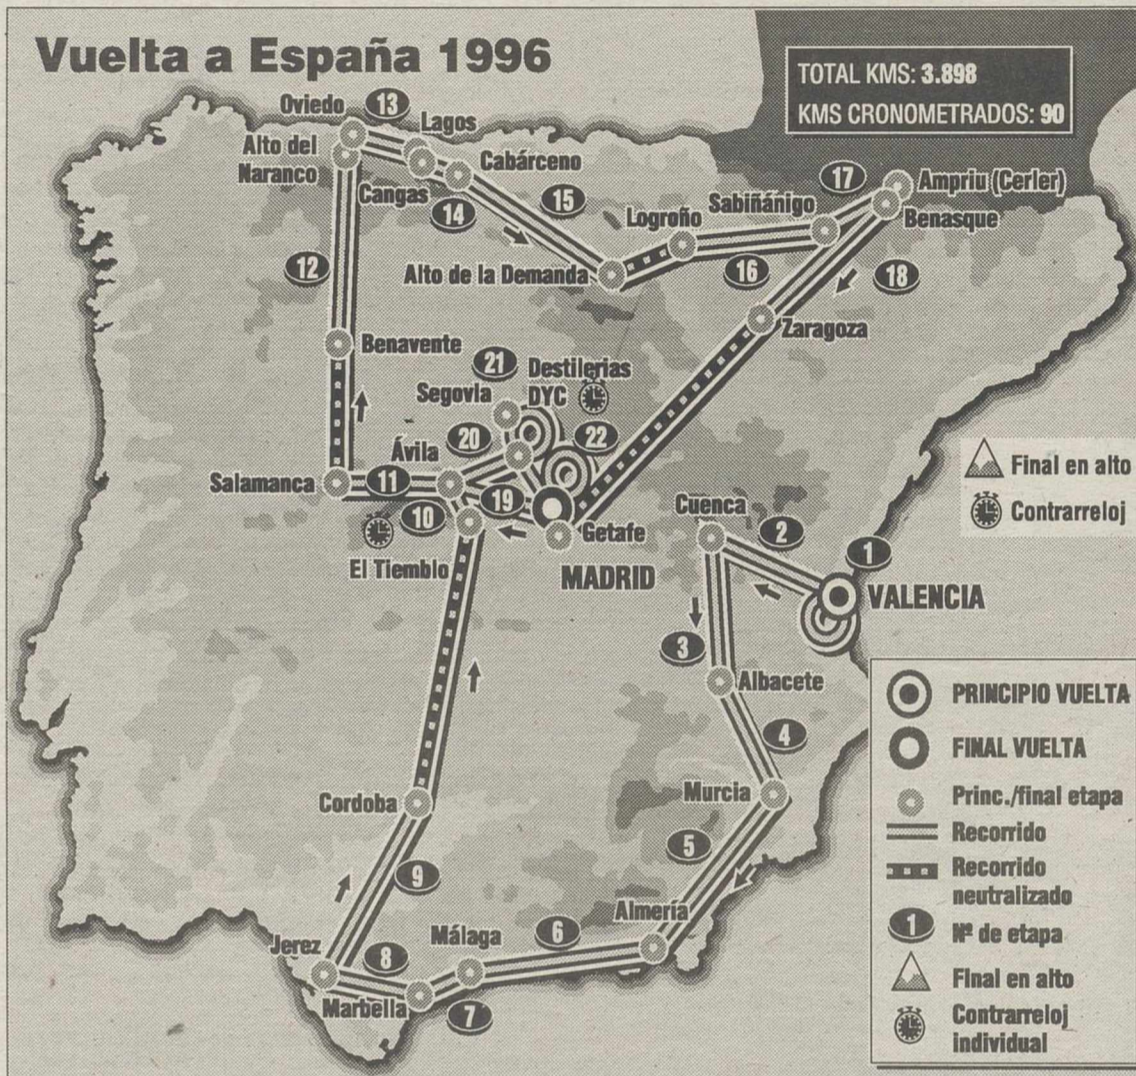 Vuelta a España 1996
TOTAL KMS: 3.898
KMS CRONOMETRADOS: 90
Oviedo
13
Lagos
Alto del
Naranco
Cabárceno
Cangas
14
15
17
Ampriu (Cerler)
Sabiñánigo
Benasque
Logroño
12
Alto de la Demanda
16
18
Zaragoza
Benavente
21
Destilerias
DYC
Segovia
20
22
Ávila
Salamanca
11
19
10
Cuenca
2
1
Getafe
El Tiemblo
MADRID
VALENCIA
3
Albacete
4
Cordoba
Murcia
5
9
Almería
6
Málaga
Jerez
8
Marbella
7
Final en alto
Contrarreloj
PRINCIPIO VUELTA
FINAL VUELTA
Princ./final etapa
Recorrido
Recorrido
neutralizado
1
Nº de etapa
Final en alto
Contrarreloj
individual